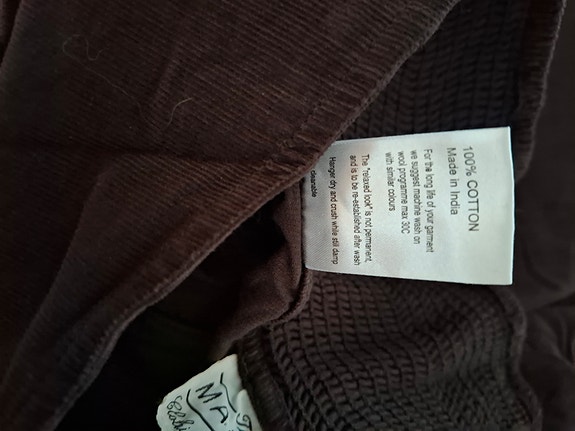 100% COTTON
Made in India
For the long life of your garment
we suggest machine wash on
wool programme max 30C
with similar colours
The "relaxed look" is not permanent,
and is to be re-established after wash
Hanger dry and crush while still damp
cleanable
MA